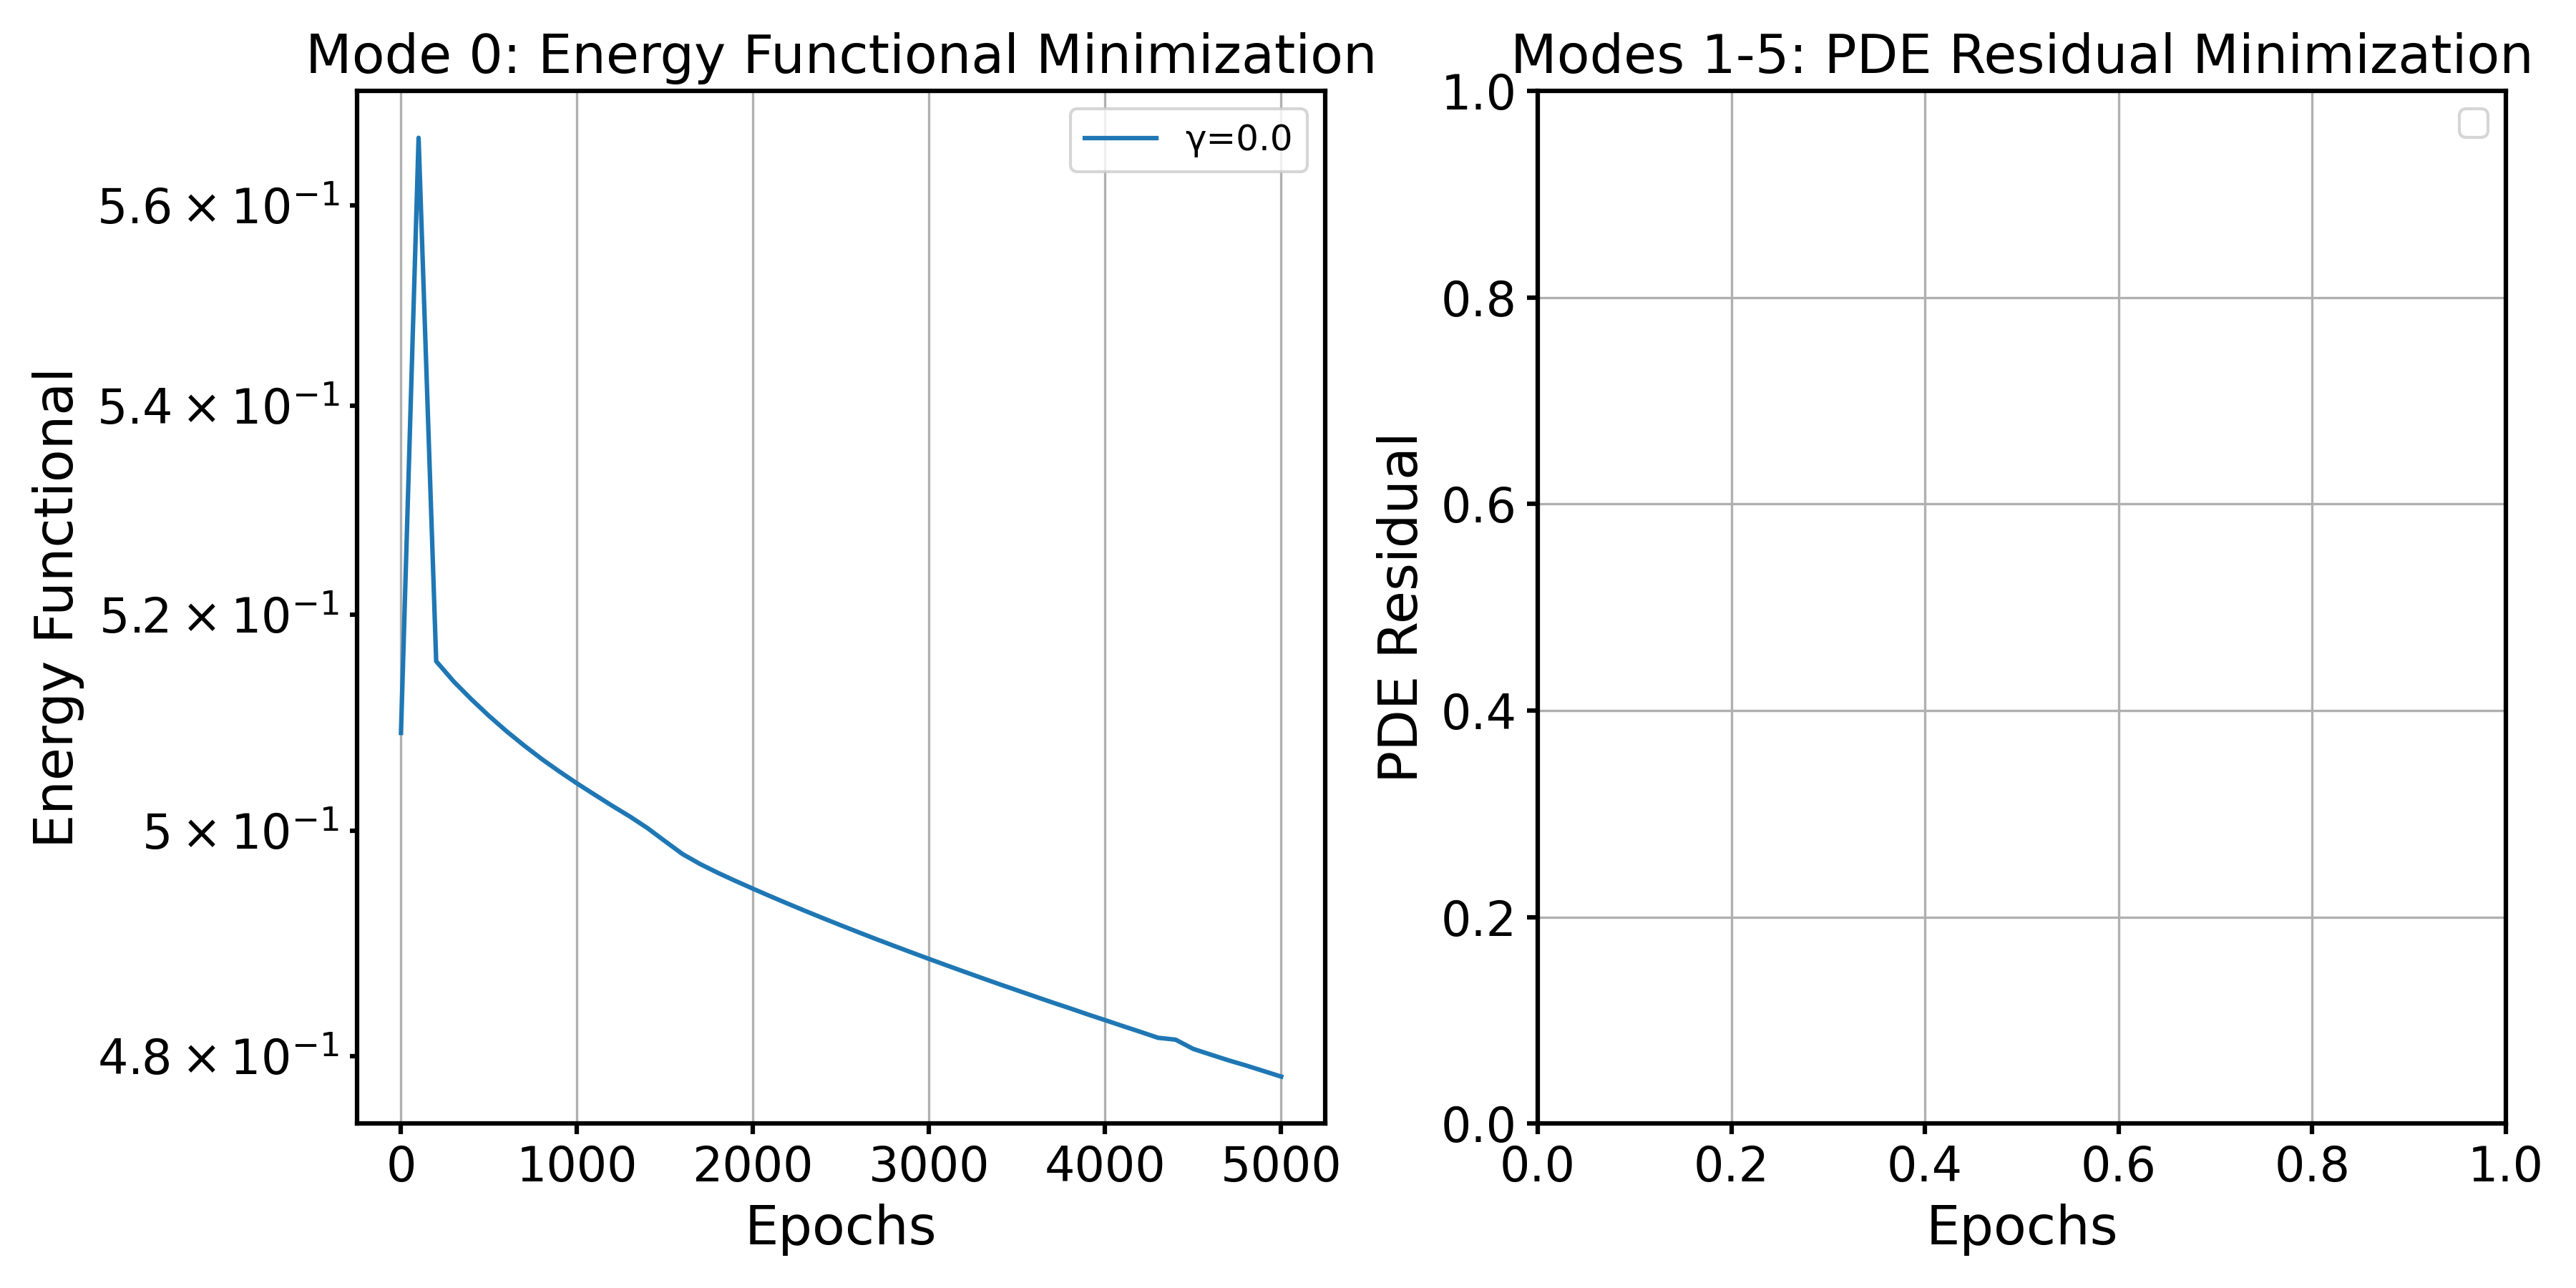 Mode 0: Energy Functional Minimization
γ=0.0
5.6 × 10⁻¹
5.4 × 10⁻¹
5.2 × 10⁻¹
5 × 10⁻¹
4.8 × 10⁻¹
Energy Functional
0 1000 2000 3000 4000 5000
Epochs
Modes 1-5: PDE Residual Minimization
1.0
0.8
0.6
0.4
0.2
0.0
PDE Residual
0.0 0.2 0.4 0.6 0.8 1.0
Epochs